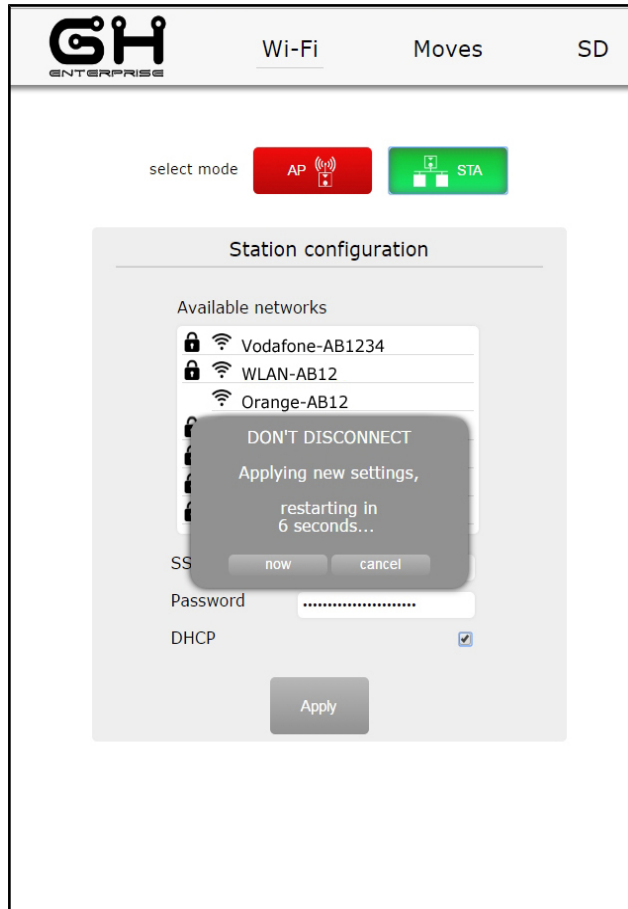 GH
ENTERPRISE
Wi-Fi
Moves
SD
select mode
AP
STA
Station configuration
Available networks
Vodafone-AB1234
WLAN-AB12
Orange-AB12
DON'T DISCONNECT
Applying new settings,
restarting in
6 seconds...
now
cancel
SS
Password
DHCP
Apply